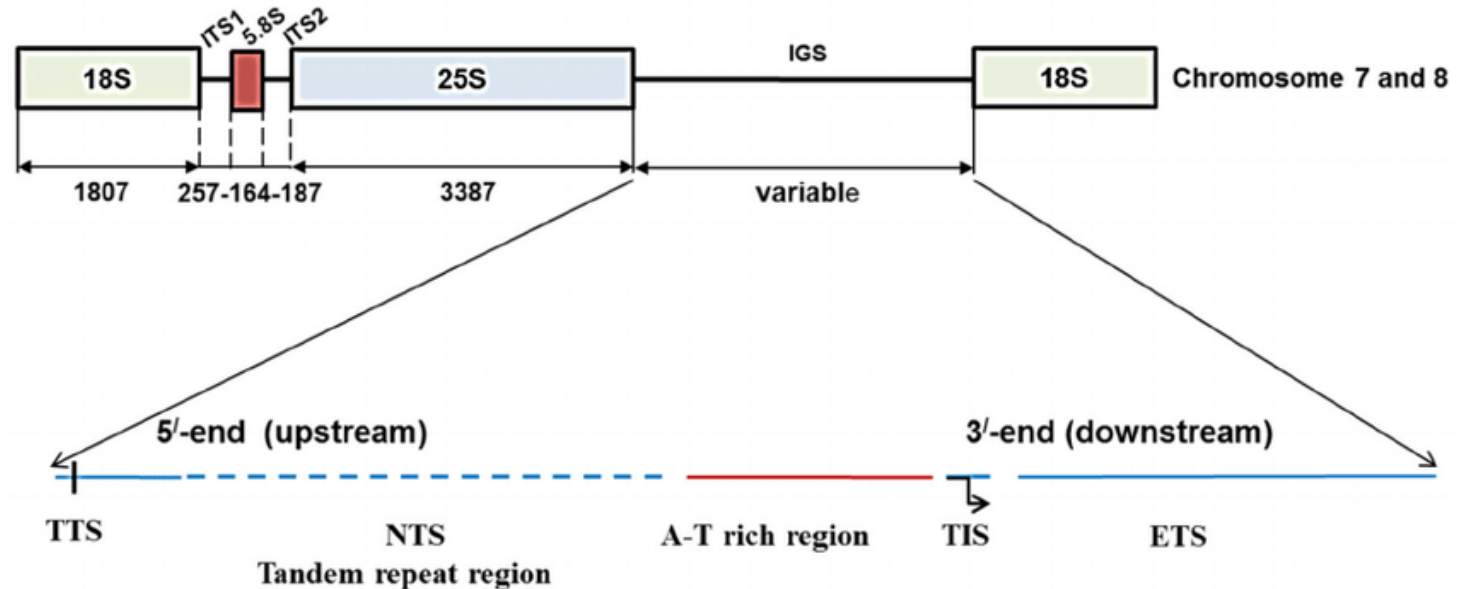 ITS1 5.8S ITS2
18S 25S IGS 18S Chromosome 7 and 8
1807 257-164-187 3387 variable
5/-end (upstream) 3/-end (downstream)
TTS NTS A-T rich region TIS ETS
Tandem repeat region